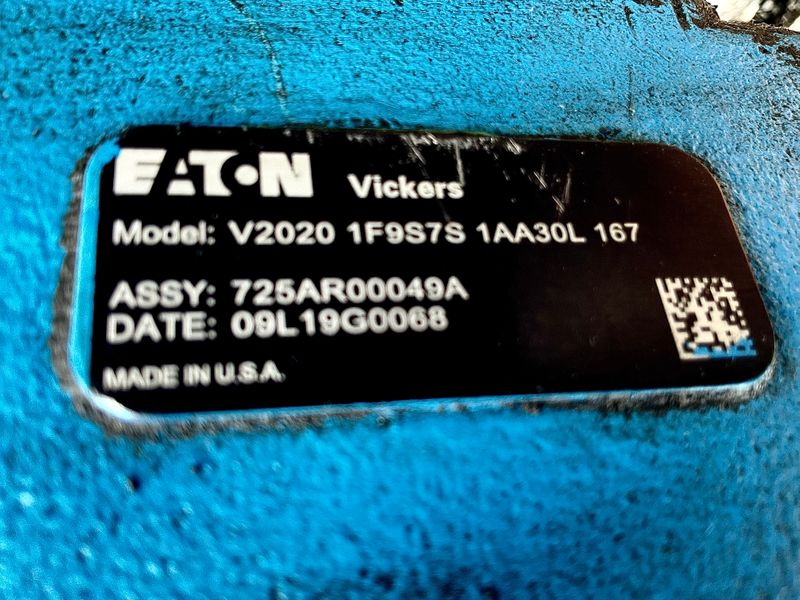 EATON Vickers
Model: V2020 1F9S7S 1AA30L 167
ASSY: 725AR00049A
DATE: 09L19G0068
MADE IN U.S.A.